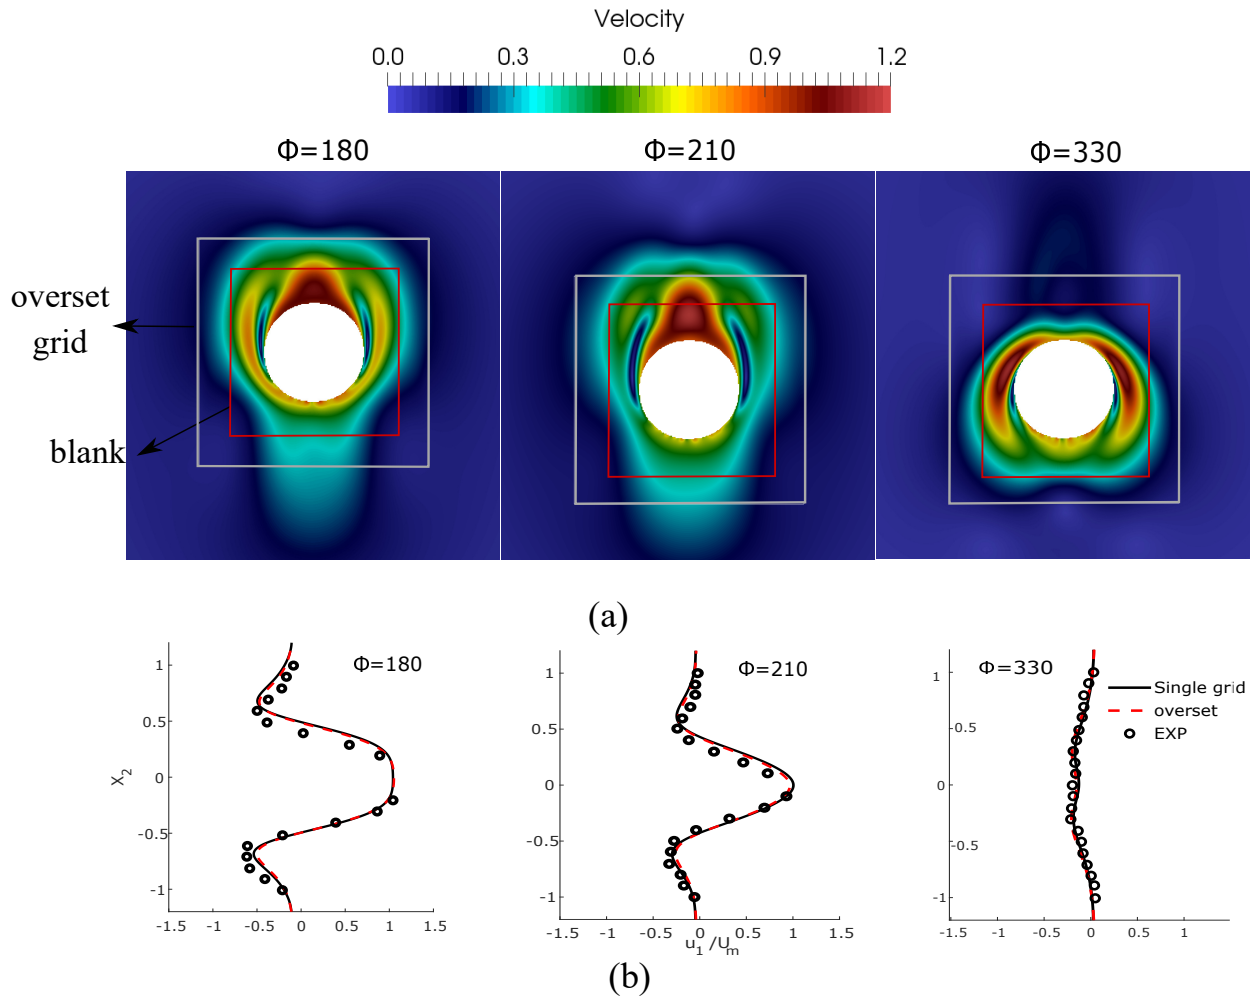 Velocity
0.0 0.3 0.6 0.9 1.2
Φ=180 Φ=210 Φ=330
overset
grid
blank
(a)
Φ=180
1
0.5
0
-0.5
-1
X2
-1.5 -1 -0.5 0 0.5 1 1.5
Φ=210
1
0.5
0
-0.5
-1
-1.5 -1 -0.5 0 0.5 1 1.5
u1/Um
Φ=330
1
-0.5
0
-0.5
-1
-1.5 -1 -0.5 0 0.5 1
Single grid
overset
EXP
(b)